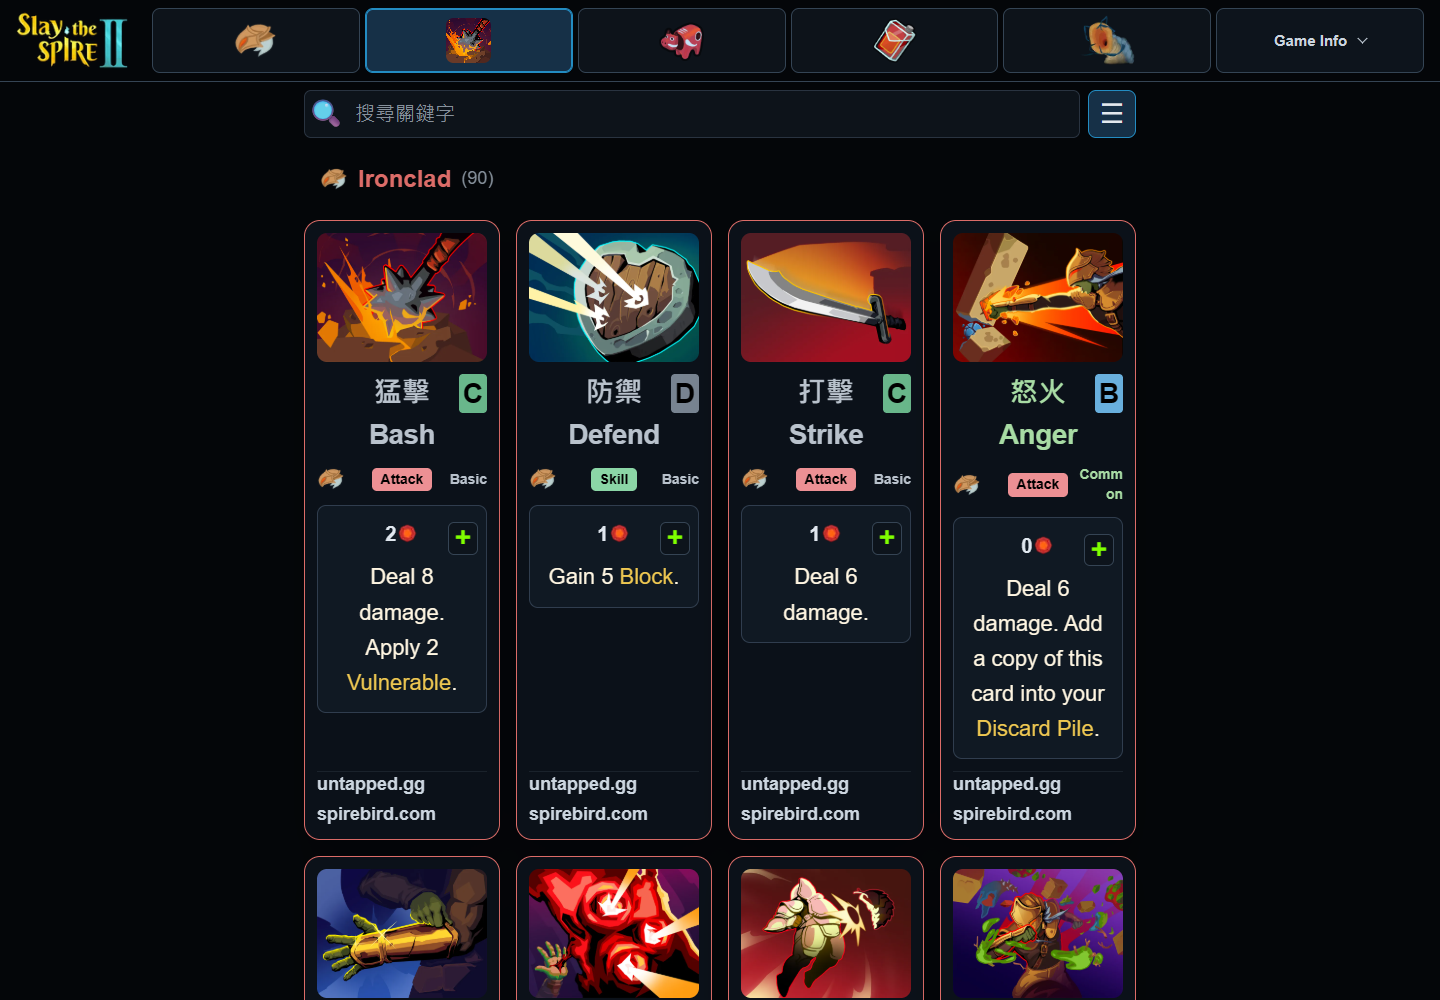 Slay the
SPIRE II
Game Info
搜尋關鍵字
Ironclad (90)
猛擊 C
Bash
Attack Basic
2
+
Deal 8
damage.
Apply 2
Vulnerable.
untapped.gg
spirebird.com
防禦 D
Defend
Skill Basic
1
+
Gain 5 Block.
untapped.gg
spirebird.com
打擊 C
Strike
Attack Basic
1
+
Deal 6
damage.
untapped.gg
spirebird.com
怒火 B
Anger
Attack Comm
on
0
+
Deal 6
damage. Add
a copy of this
card into your
Discard Pile.
untapped.gg
spirebird.com